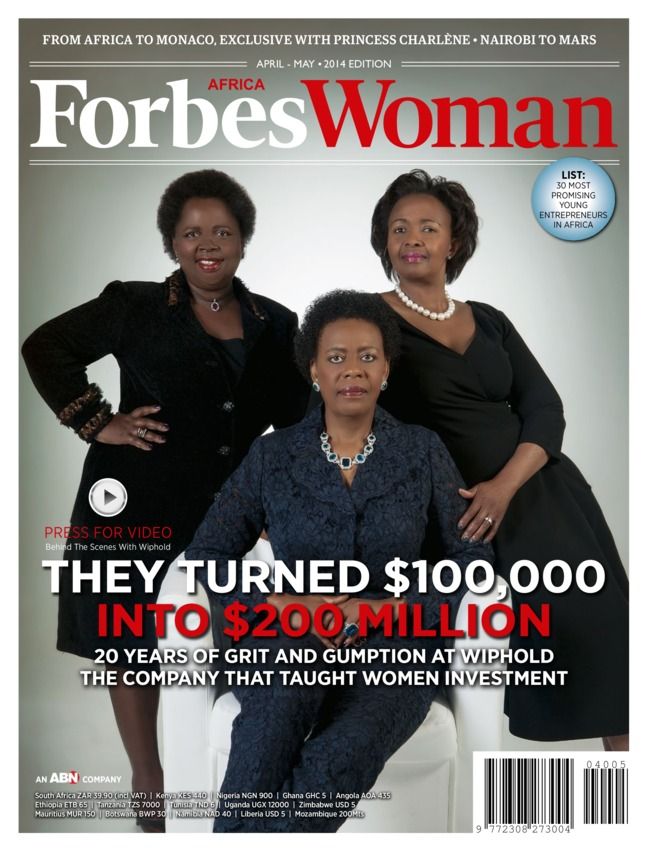 FROM AFRICA TO MONACO, EXCLUSIVE WITH PRINCESS CHARLÈNE • NAIROBI TO MARS
APRIL - MAY • 2014 EDITION
AFRICA
ForbesWoman
LIST:
30 MOST
PROMISING
YOUNG
ENTREPRENEURS
IN AFRICA
PRESS FOR VIDEO
Behind The Scenes With Wiphold
THEY TURNED $100,000
INTO $200 MILLION
20 YEARS OF GRIT AND GUMPTION AT WIPHOLD
THE COMPANY THAT TAUGHT WOMEN INVESTMENT
AN ABN COMPANY
South Africa ZAR 39.90 (incl. VAT) | Kenya KES 440 | Nigeria NGN 900 | Ghana GHC 5 | Angola AOA 435
Ethiopia ETB 65 | Tanzania TZS 7000 | Tunisia TND 6 | Uganda UGX 12000 | Zimbabwe USD 5
Mauritius MUR 150 | Botswana BWP 30 | Namibia NAD 40 | Liberia USD 5 | Mozambique 200Mts
04005
9 772308 273004